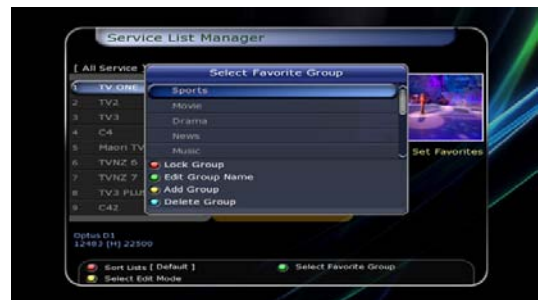 Service List Manager
[ All Service ]
Select Favorite Group
1 TV ONE
Sports
2 TV2
Movie
3 TV3
Drama
4 C4
News
5 Maori TV
Music
Set Favorites
6 TVNZ 6
Lock Group
7 TVNZ 7
Edit Group Name
8 TV3 PLUS
Add Group
9 C42
Delete Group
Optus D1
12483 [H] 22500
Sort Lists [ Default ]
Select Favorite Group
Select Edit Mode